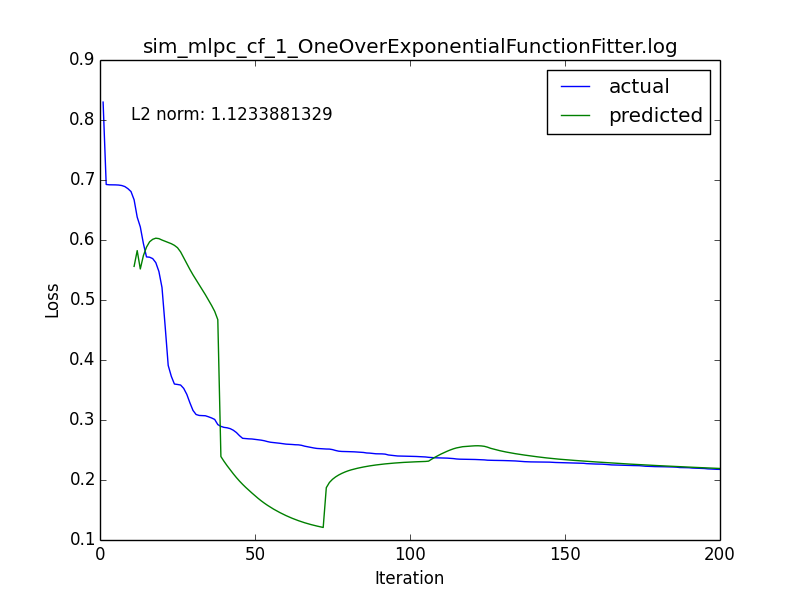 sim_mlpc_cf_1_OneOverExponentialFunctionFitter.log
L2 norm: 1.1233881329
actual
predicted
Loss
0.9
0.8
0.7
0.6
0.5
0.4
0.3
0.2
0.1
0
50
100
150
200
Iteration